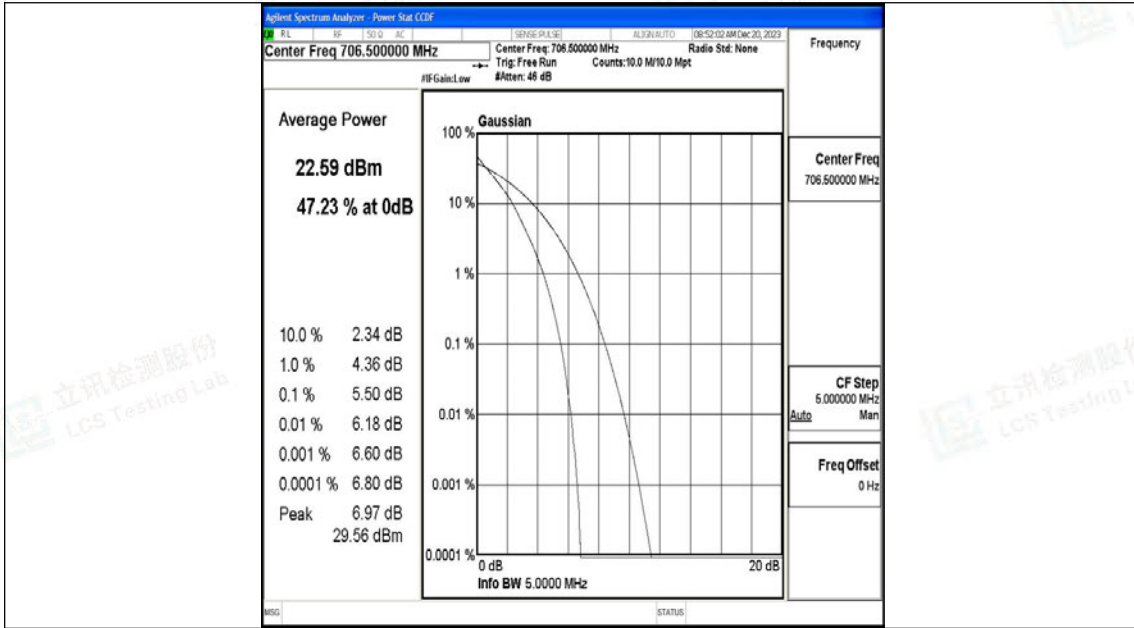 Agilent Spectrum Analyzer - Power Stat CCDF
RL RF 50 Ω AC SENSE:PULSE ALIGNAUTO 08:52:02 AM Dec 20, 2023
Center Freq 706.500000 MHz
Center Freq: 706.500000 MHz Radio Std: None
Trig: Free Run Counts:10.0 M/10.0 Mpt
#IFGain:Low #Atten: 46 dB
Frequency
Average Power
22.59 dBm
47.23 % at 0dB
10.0 % 2.34 dB
1.0 % 4.36 dB
0.1 % 5.50 dB
0.01 % 6.18 dB
0.001 % 6.60 dB
0.0001 % 6.80 dB
Peak 6.97 dB
29.56 dBm
Gaussian
100 %
10 %
1 %
0.1 %
0.01 %
0.001 %
0.0001 %
0 dB 20 dB
Info BW 5.0000 MHz
Center Freq
706.500000 MHz
CF Step
5.000000 MHz
Auto Man
Freq Offset
0 Hz
MSG STATUS
立讯检测股份
LCS Testing Lab
立讯检测股份
LCS Testing L